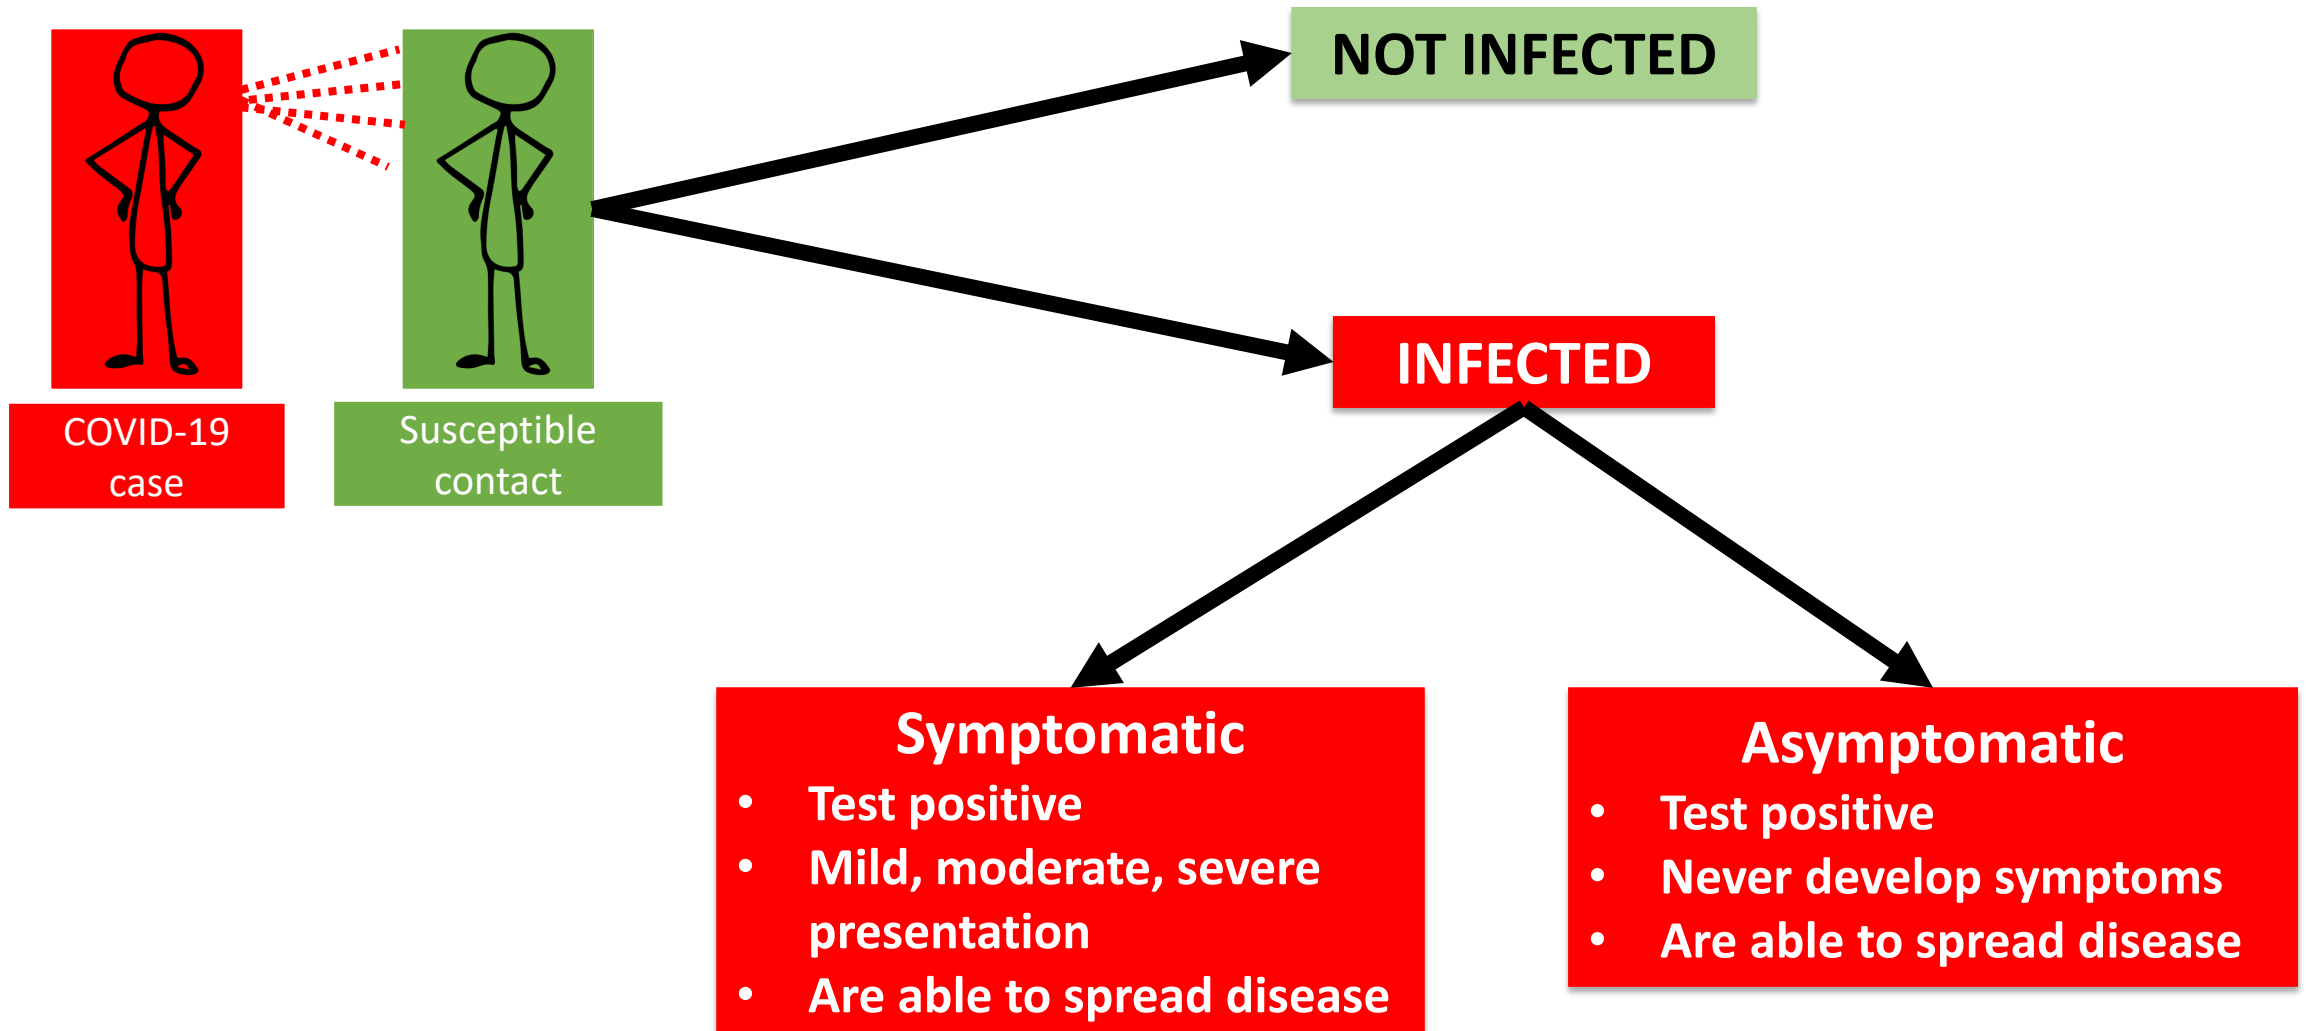 NOT INFECTED
INFECTED
COVID-19
case
Susceptible
contact
Symptomatic
• Test positive
• Mild, moderate, severe
presentation
• Are able to spread disease
Asymptomatic
• Test positive
• Never develop symptoms
• Are able to spread disease